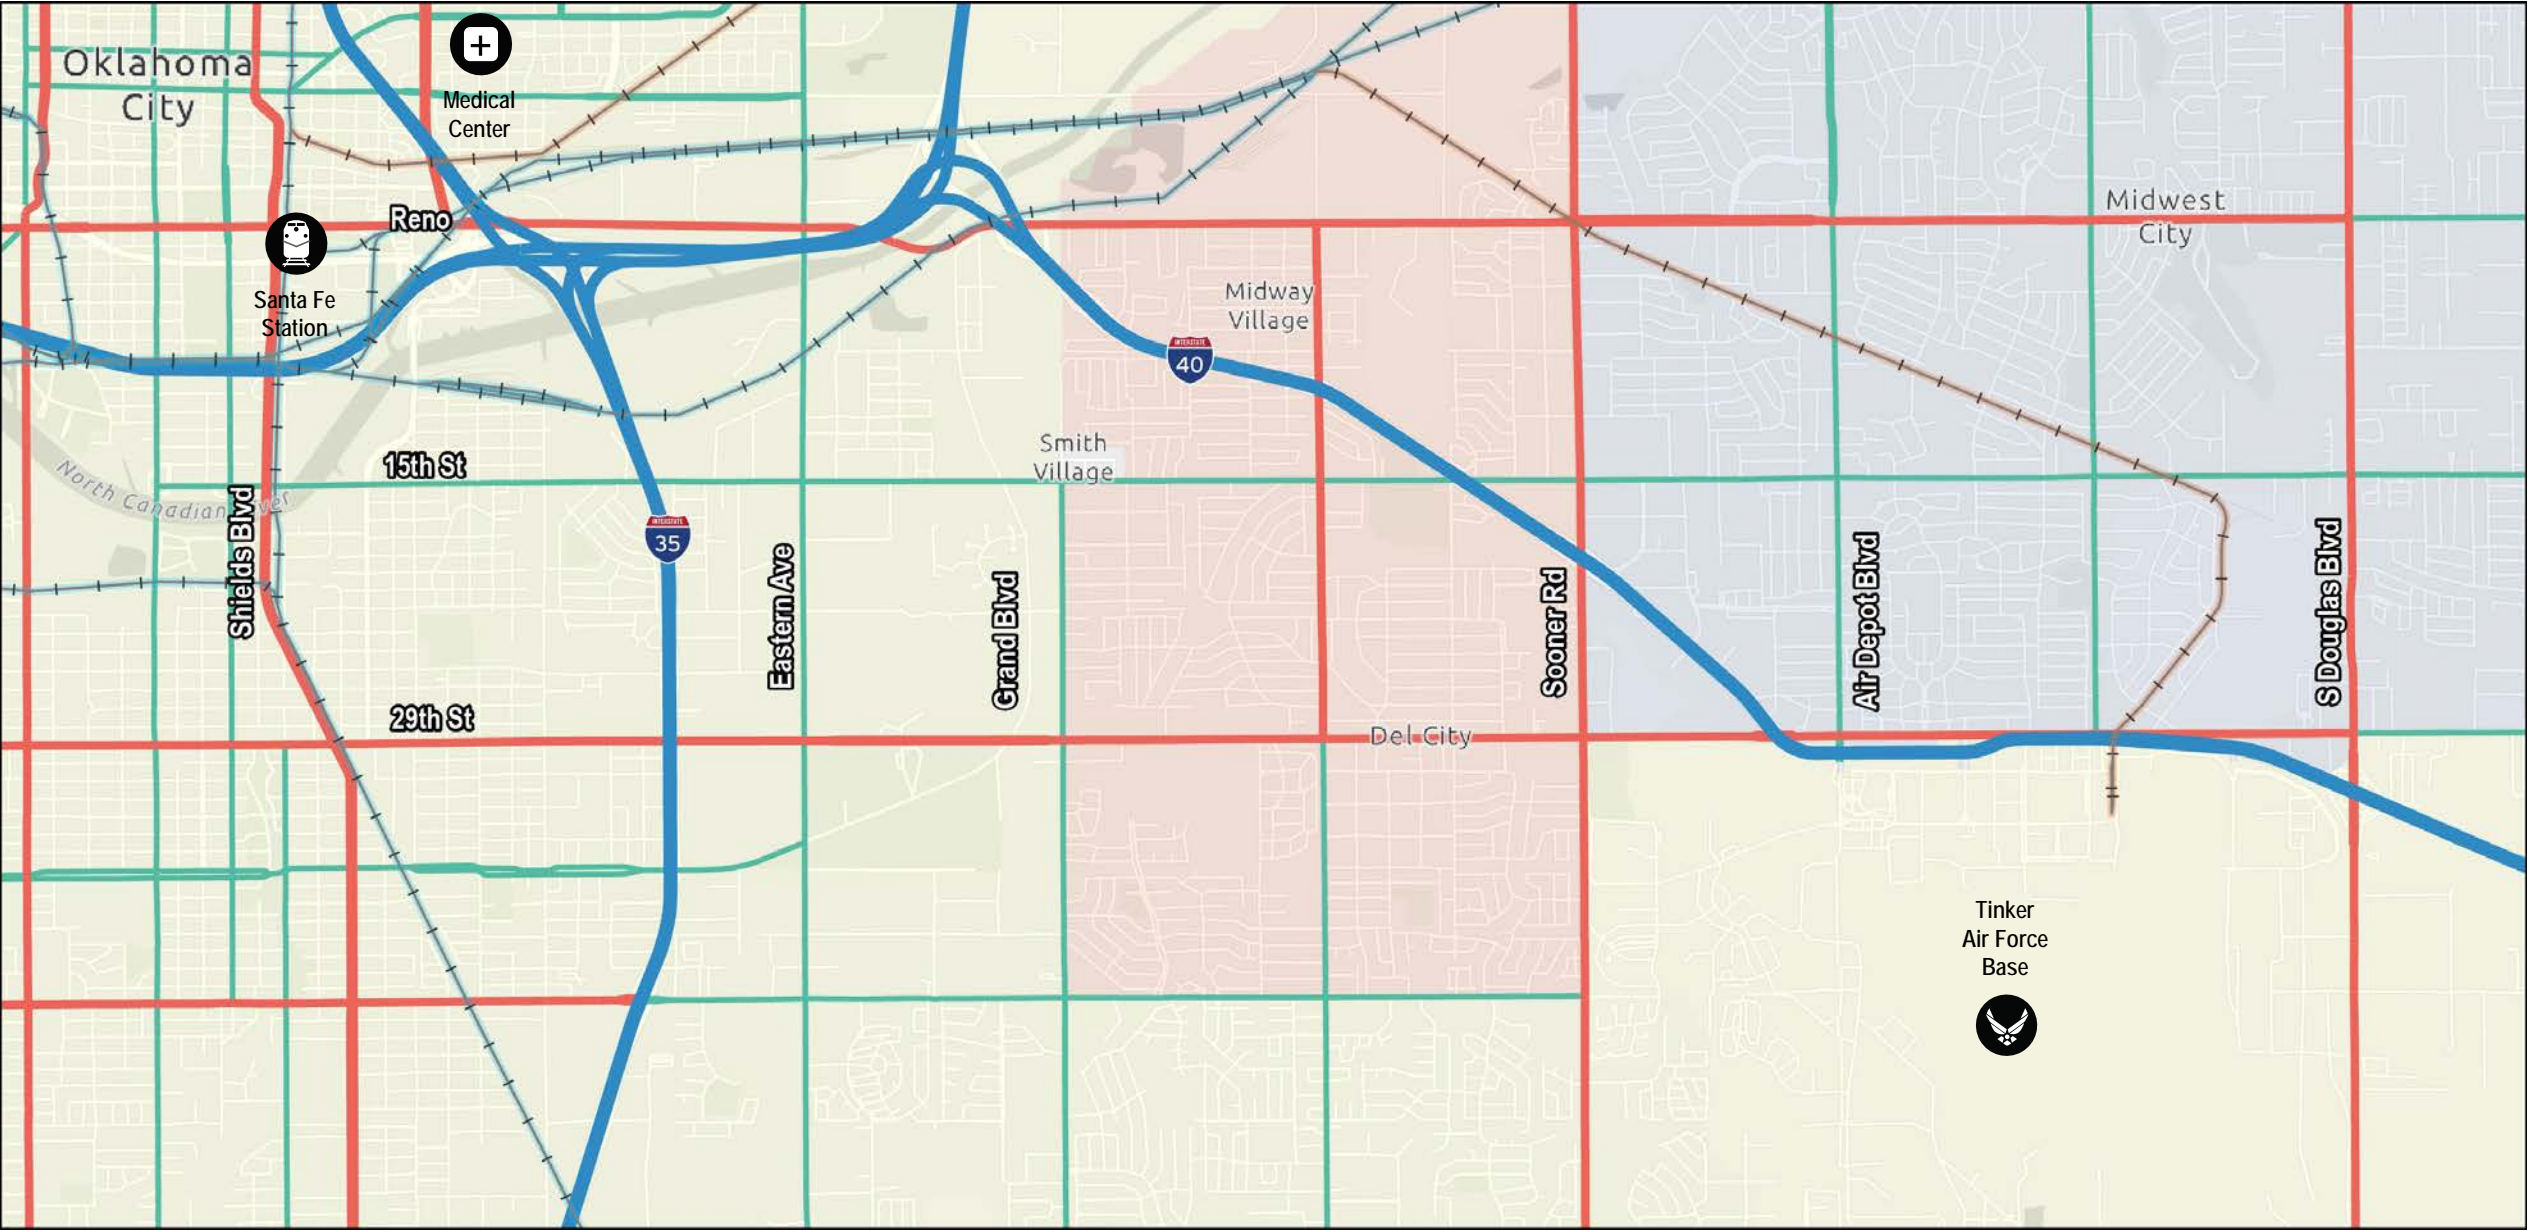 Oklahoma
City
Medical
Center
Reno
Santa Fe
Station
Midwest
City
Midway
Village
INTERSTATE
40
Smith
Village
15th St
North Canadian River
Shields Blvd
INTERSTATE
35
Eastern Ave
Grand Blvd
Sooner Rd
Air Depot Blvd
S Douglas Blvd
29th St
Del City
Tinker
Air Force
Base